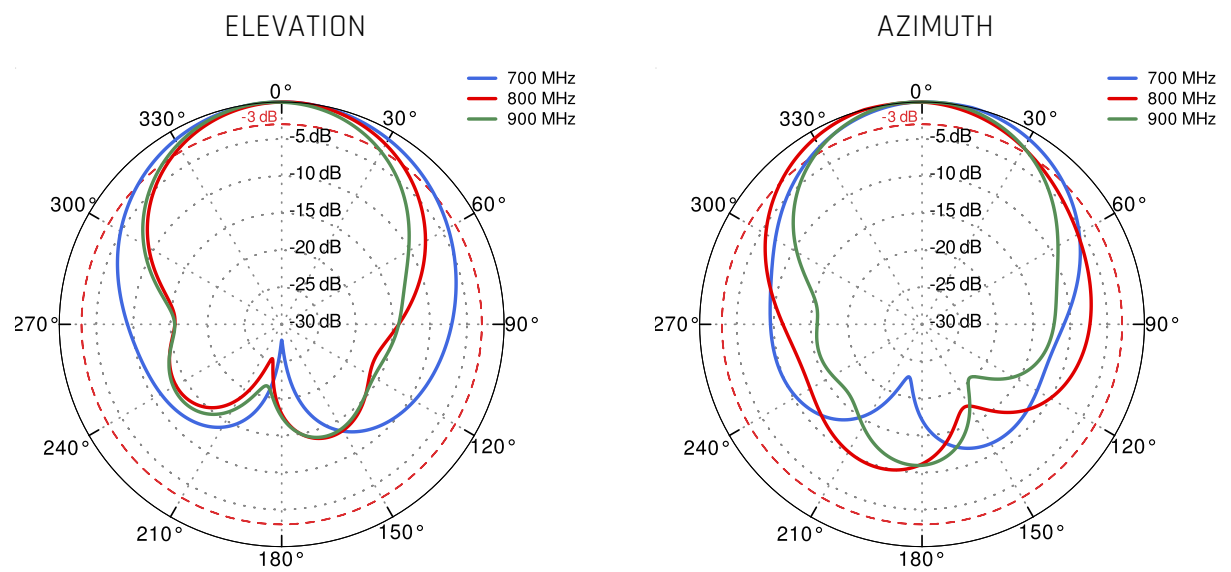 ELEVATION
700 MHz
800 MHz
900 MHz
0°
30°
60°
90°
120°
150°
180°
210°
240°
270°
300°
330°
-3 dB
-5 dB
-10 dB
-15 dB
-20 dB
-25 dB
-30 dB
AZIMUTH
700 MHz
800 MHz
900 MHz
0°
30°
60°
90°
120°
150°
180°
210°
240°
270°
300°
330°
-3 dB
-5 dB
-10 dB
-15 dB
-20 dB
-25 dB
-30 dB